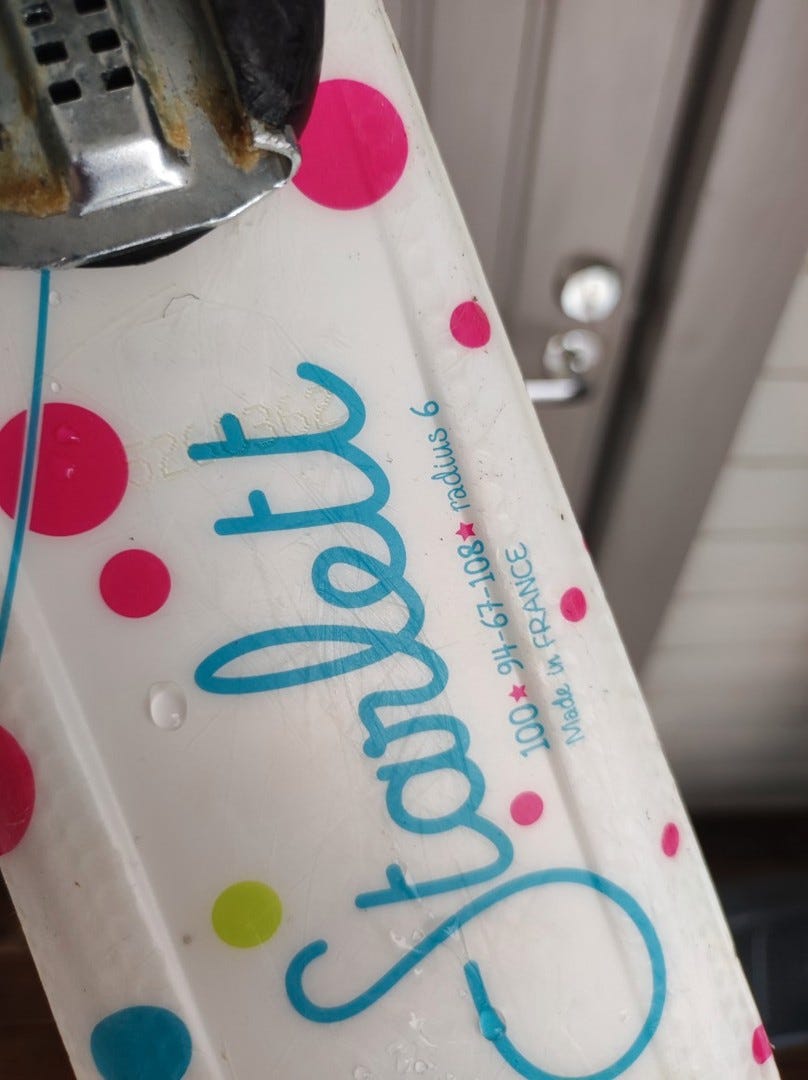 Starlett
100 ★ 94-67-108 ★ radius 6
Made in FRANCE